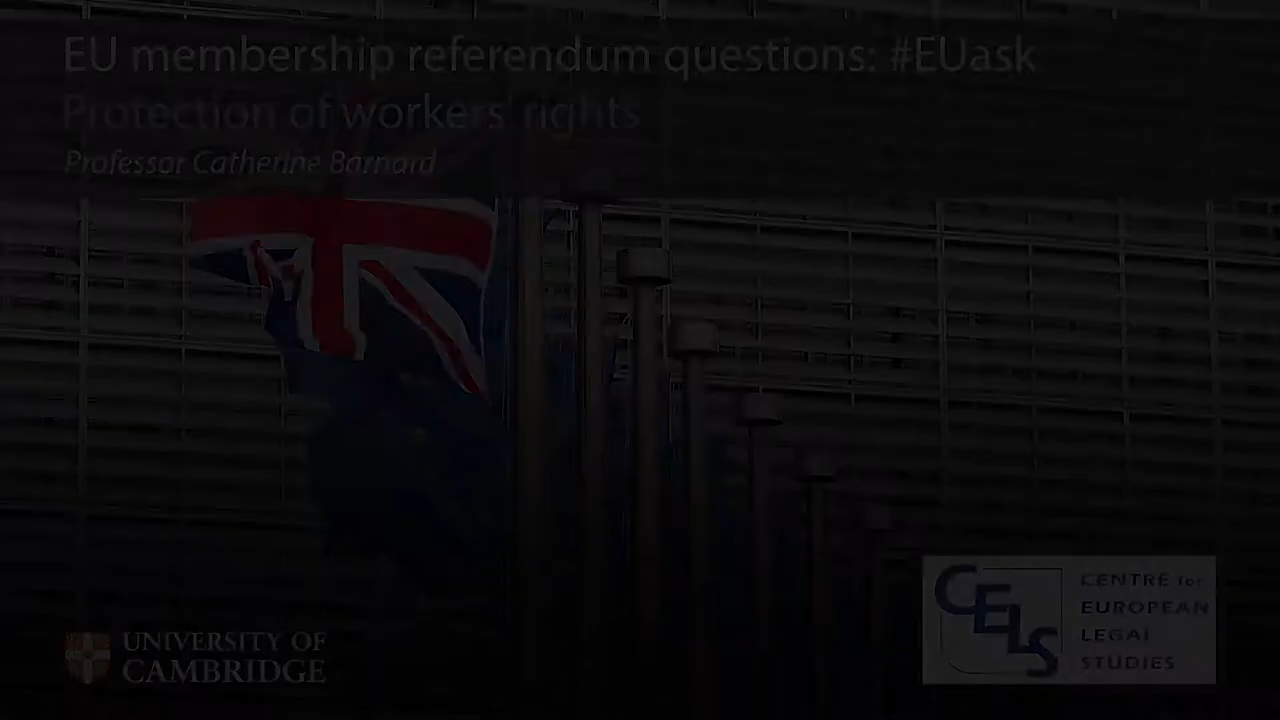 EU membership referendum questions: #EUask
Protection of workers' rights
Professor Catherine Barnard
UNIVERSITY OF
CAMBRIDGE
CELS
CENTRE for
EUROPEAN
LEGAL
STUDIES